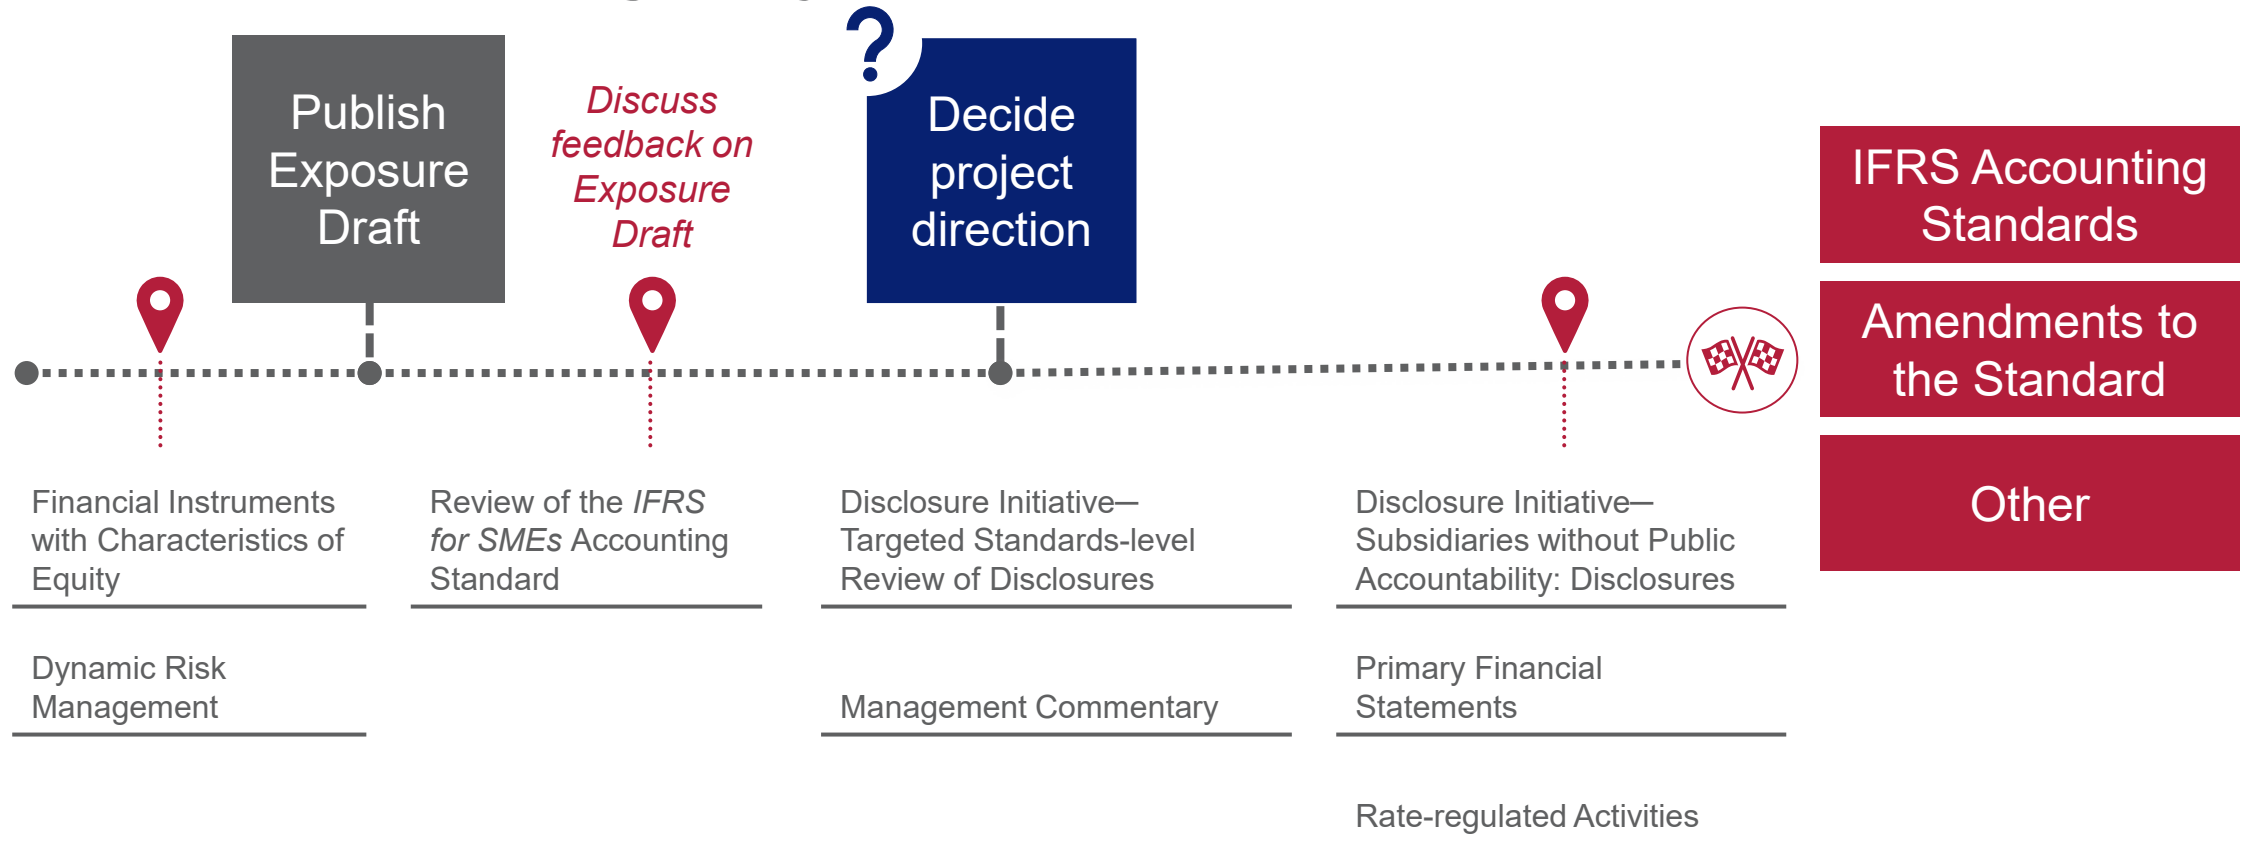 Publish
Exposure
Draft
Discuss
feedback on
Exposure
Draft
?
Decide
project
direction
IFRS Accounting
Standards
Amendments to
the Standard
Other
Financial Instruments
with Characteristics of
Equity
Dynamic Risk
Management
Review of the IFRS
for SMEs Accounting
Standard
Disclosure Initiative—
Targeted Standards-level
Review of Disclosures
Management Commentary
Disclosure Initiative—
Subsidiaries without Public
Accountability: Disclosures
Primary Financial
Statements
Rate-regulated Activities